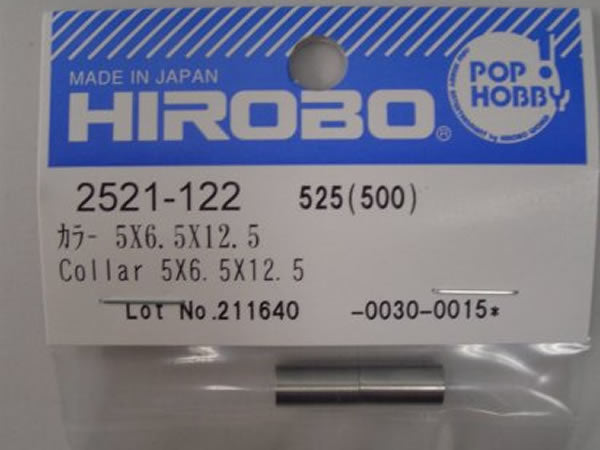 MADE IN JAPAN
HIROBO®
POP!
HOBBY
2521-122 525(500)
カラー 5X6.5X12.5
Collar 5X6.5X12.5
Lot No.211640 -0030-0015*